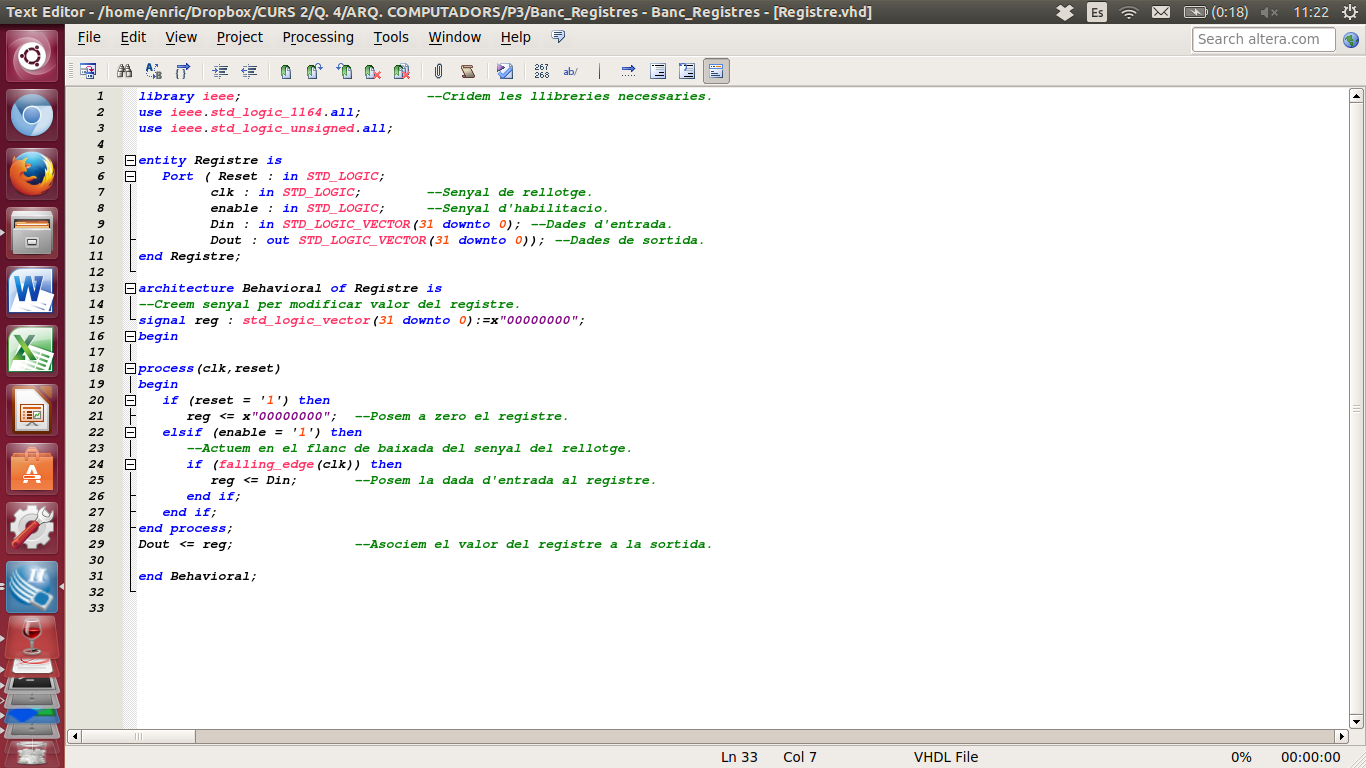 Text Editor - /home/enric/Dropbox/CURS 2/Q. 4/ARQ. COMPUTADORS/P3/Banc_Registres - Banc_Registres - [Registre.vhd] Es (0:18) 11:22
File Edit View Project Processing Tools Window Help Search altera.com
267 268 ab/
1 library ieee; --Cridem les llibreries necessaries.
2 use ieee.std_logic_1164.all;
3 use ieee.std_logic_unsigned.all;
4
5 entity Registre is
6 Port ( Reset : in STD_LOGIC;
7 clk : in STD_LOGIC; --Senyal de rellotge.
8 enable : in STD_LOGIC; --Senyal d'habilitacio.
9 Din : in STD_LOGIC_VECTOR(31 downto 0); --Dades d'entrada.
10 Dout : out STD_LOGIC_VECTOR(31 downto 0)); --Dades de sortida.
11 end Registre;
12
13 architecture Behavioral of Registre is
14 --Creem senyal per modificar valor del registre.
15 signal reg : std_logic_vector(31 downto 0):=x"00000000";
16 begin
17
18 process(clk,reset)
19 begin
20 if (reset = '1') then
21 reg <= x"00000000"; --Posem a zero el registre.
22 elsif (enable = '1') then
23 --Actuem en el flanc de baixada del senyal del rellotge.
24 if (falling_edge(clk)) then
25 reg <= Din; --Posem la dada d'entrada al registre.
26 end if;
27 end if;
28 end process;
29 Dout <= reg; --Asociem el valor del registre a la sortida.
30
31 end Behavioral;
32
33
Ln 33 Col 7 VHDL File 0% 00:00:00